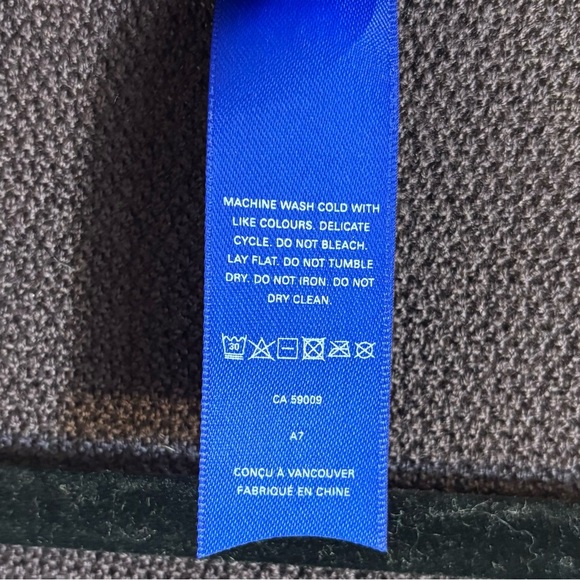 MACHINE WASH COLD WITH
LIKE COLOURS. DELICATE
CYCLE. DO NOT BLEACH.
LAY FLAT. DO NOT TUMBLE
DRY. DO NOT IRON. DO NOT
DRY CLEAN.
30
CA 59009
A7
CONÇU À VANCOUVER
FABRIQUÉ EN CHINE